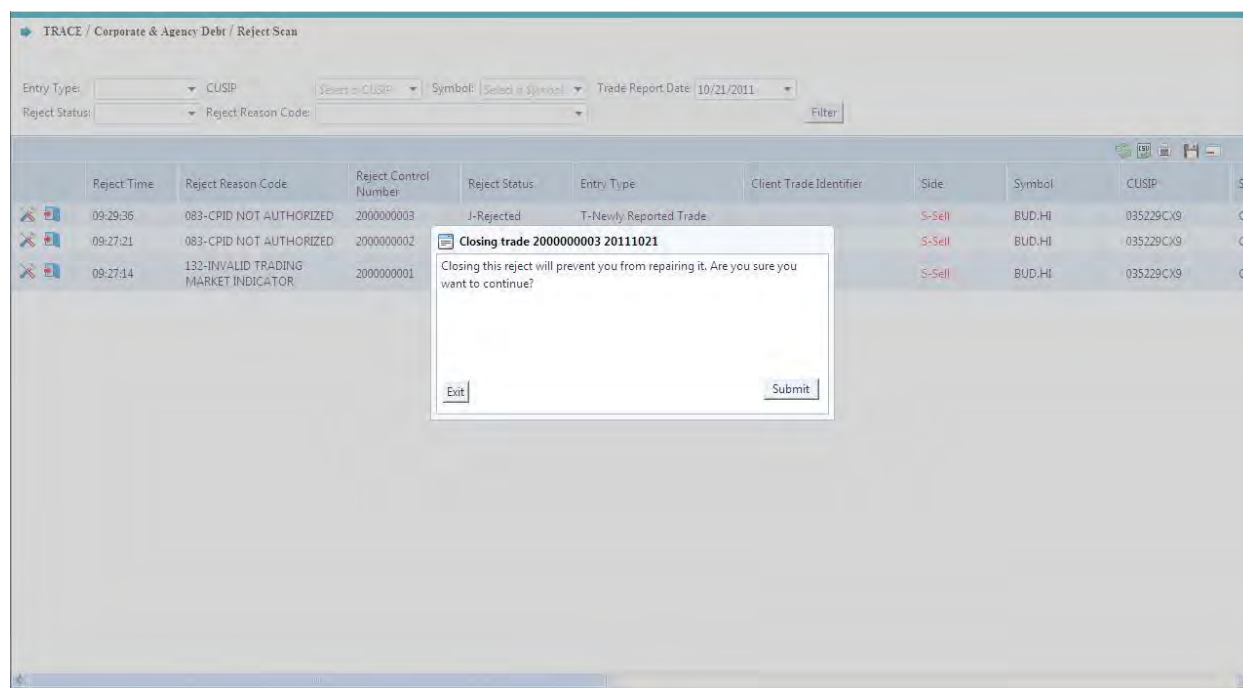 TRACE / Corporate & Agency Debt / Reject Scan
Entry Type: CUSIP Select a CUSIP Symbol: Select a Symbol Trade Report Date: 10/21/2011
Reject Status: Reject Reason Code: Filter
Reject Time Reject Reason Code Reject Control Number Reject Status Entry Type Client Trade Identifier Side Symbol CUSIP S
09:29:36 083-CPID NOT AUTHORIZED 2000000003 J-Rejected T-Newly Reported Trade S-Sell BUD.HI 035229CX9
09:27:21 083-CPID NOT AUTHORIZED 2000000002 S-Sell BUD.HI 035229CX9
09:27:14 132-INVALID TRADING MARKET INDICATOR 2000000001 S-Sell BUD.HI 035229CX9
Closing trade 2000000003 20111021
Closing this reject will prevent you from repairing it. Are you sure you
want to continue?
Exit Submit